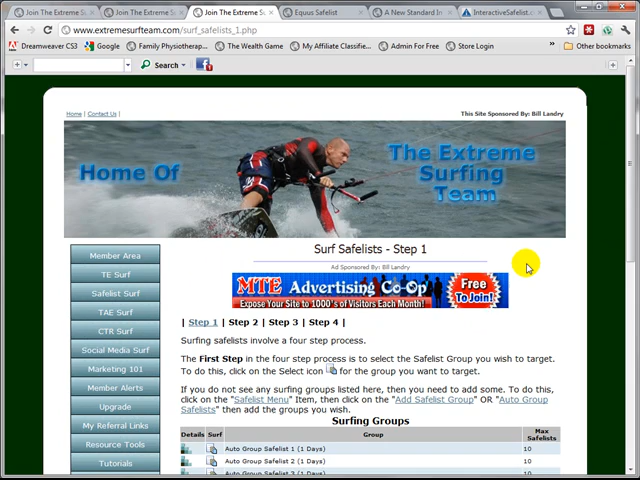 Join The Extreme S
Join The Extreme S
Join The Extreme S
Equus Safelist
A New Standard In
InteractiveSafelist.c
www.extremesurfteam.com/surf_safelists_1.php
Dreamweaver CS3
Google
Family Physiotherap...
The Wealth Game
My Affiliate Classifie...
Admin For Free
Store Login
Other bookmarks
Search
Home | Contact Us |
This Site Sponsored By: Bill Landry
Home Of
The Extreme
Surfing
Team
Member Area
TE Surf
Safelist Surf
TAE Surf
CTR Surf
Social Media Surf
Marketing 101
Member Alerts
Upgrade
My Referral Links
Resource Tools
Tutorials
Surf Safelists - Step 1
Ad Sponsored By: Bill Landry
MTE Advertising Co-Op
Expose Your Site to 1000's of Visitors Each Month!
Free
To Join!
| Step 1 | Step 2 | Step 3 | Step 4 |
Surfing safelists involve a four step process.
The First Step in the four step process is to select the Safelist Group you wish to target.
To do this, click on the Select icon for the group you want to target.
If you do not see any surfing groups listed here, then you need to add some. To do this,
click on the "Safelist Menu" Item, then click on the "Add Safelist Group" OR "Auto Group
Safelists" then add the groups you wish.
Surfing Groups
Details Surf Group Max Safelists
Auto Group Safelist 1 (1 Days) 10
Auto Group Safelist 2 (1 Days) 10
Auto Group Safelist 3 (1 Days) 10